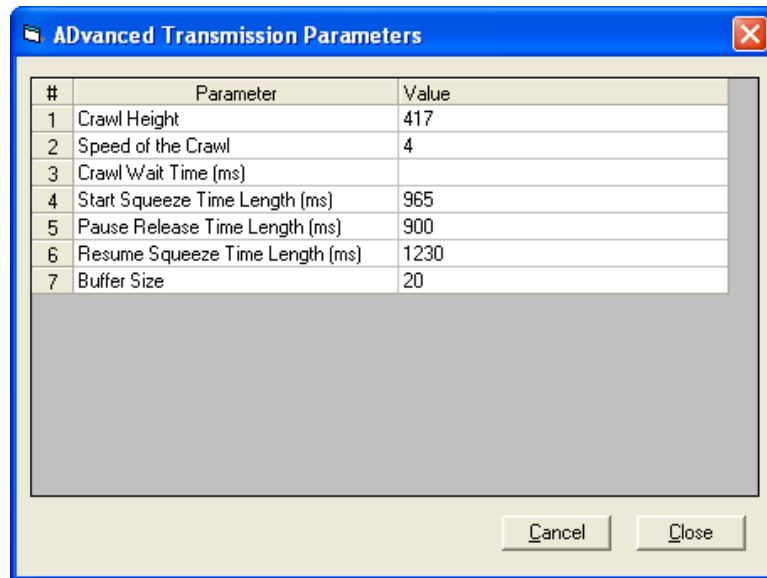 ADvanced Transmission Parameters
# Parameter Value
1 Crawl Height 417
2 Speed of the Crawl 4
3 Crawl Wait Time (ms)
4 Start Squeeze Time Length (ms) 965
5 Pause Release Time Length (ms) 900
6 Resume Squeeze Time Length (ms) 1230
7 Buffer Size 20
Cancel Close